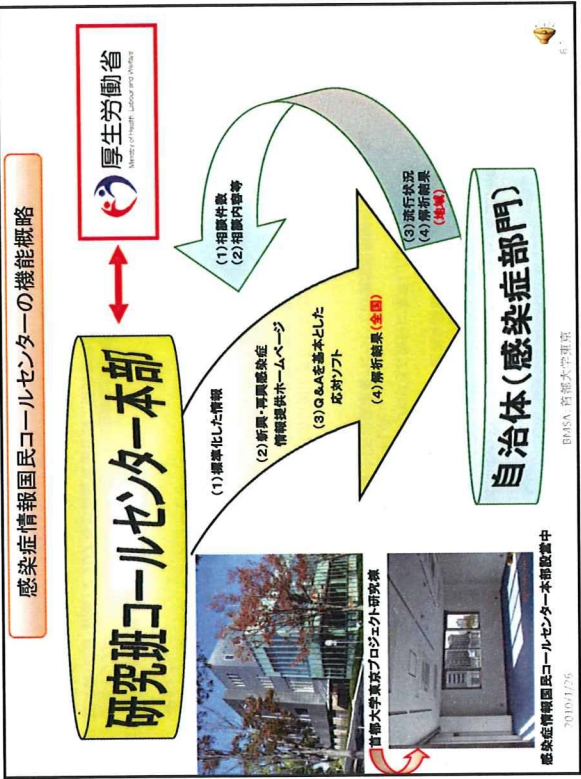 感染症情報国民コールセンターの機能概略
研究班コールセンター本部
厚生労働省
Ministry of Health, Labour and Welfare
(1)標準化した情報
(2)新興・再興感染症
情報提供ホームページ
(3)Q&Aを基本とした
応対ソフト
(4)解析結果(全国)
(1)相談件数
(2)相談内容等
(3)流行状況
(4)解析結果
(地域)
首都大学東京プロジェクト研究棟
感染症情報国民コールセンター本部設営中
自治体(感染症部門)
2010/1/26
BMSA 首都大学東京